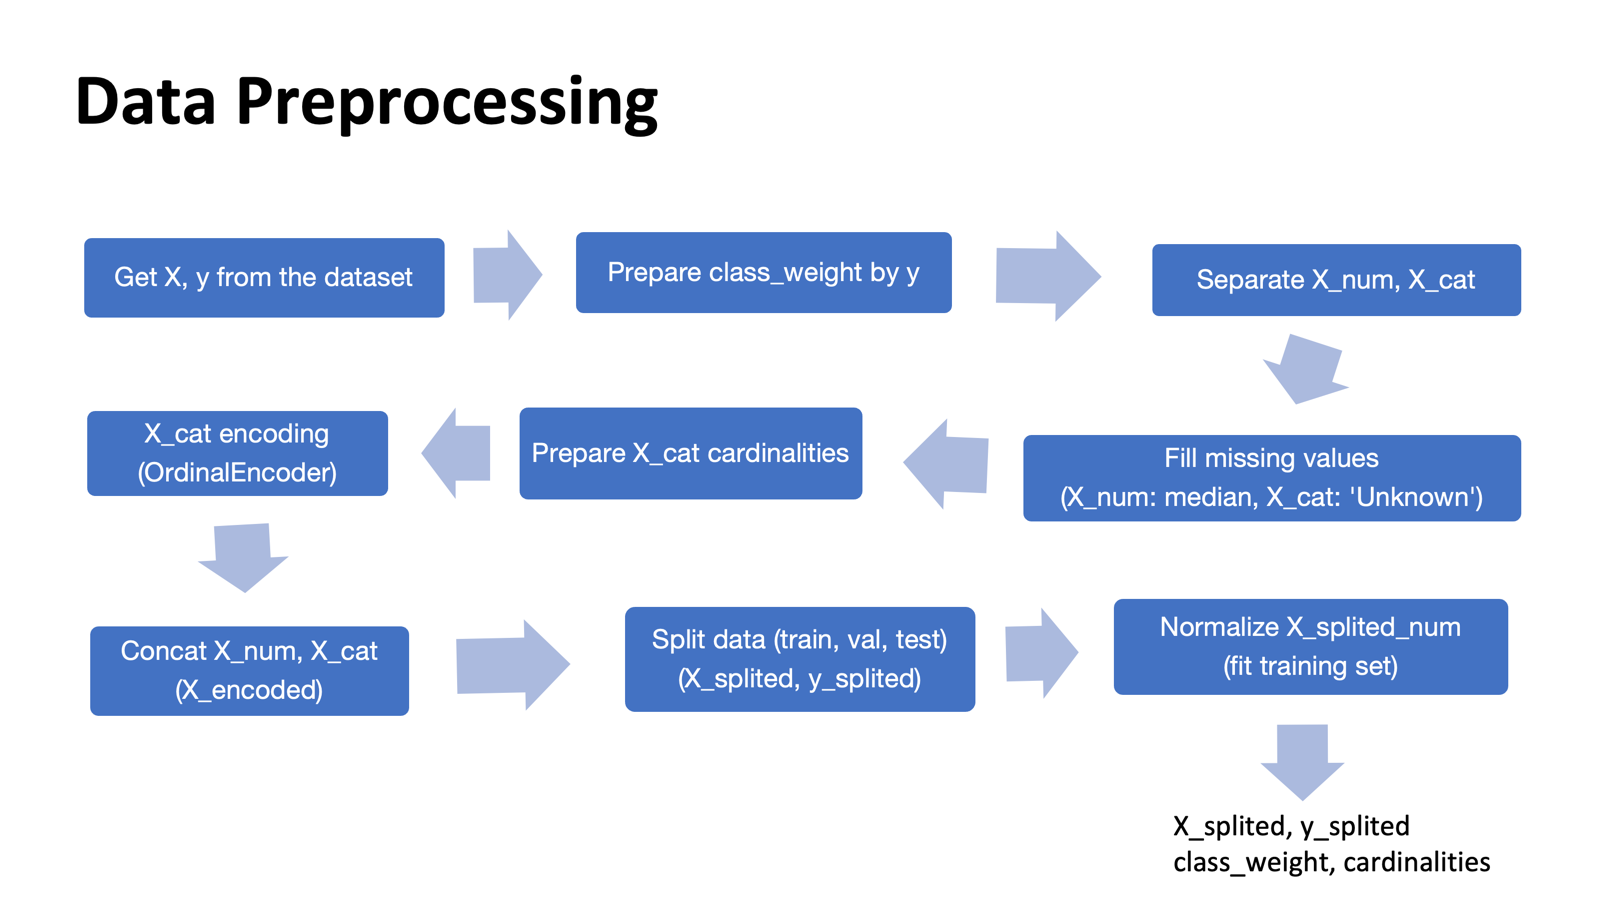 Data Preprocessing
Get X, y from the dataset
Prepare class_weight by y
Separate X_num, X_cat
Fill missing values
(X_num: median, X_cat: 'Unknown')
Prepare X_cat cardinalities
X_cat encoding
(OrdinalEncoder)
Concat X_num, X_cat
(X_encoded)
Split data (train, val, test)
(X_splited, y_splited)
Normalize X_splited_num
(fit training set)
X_splited, y_splited
class_weight, cardinalities